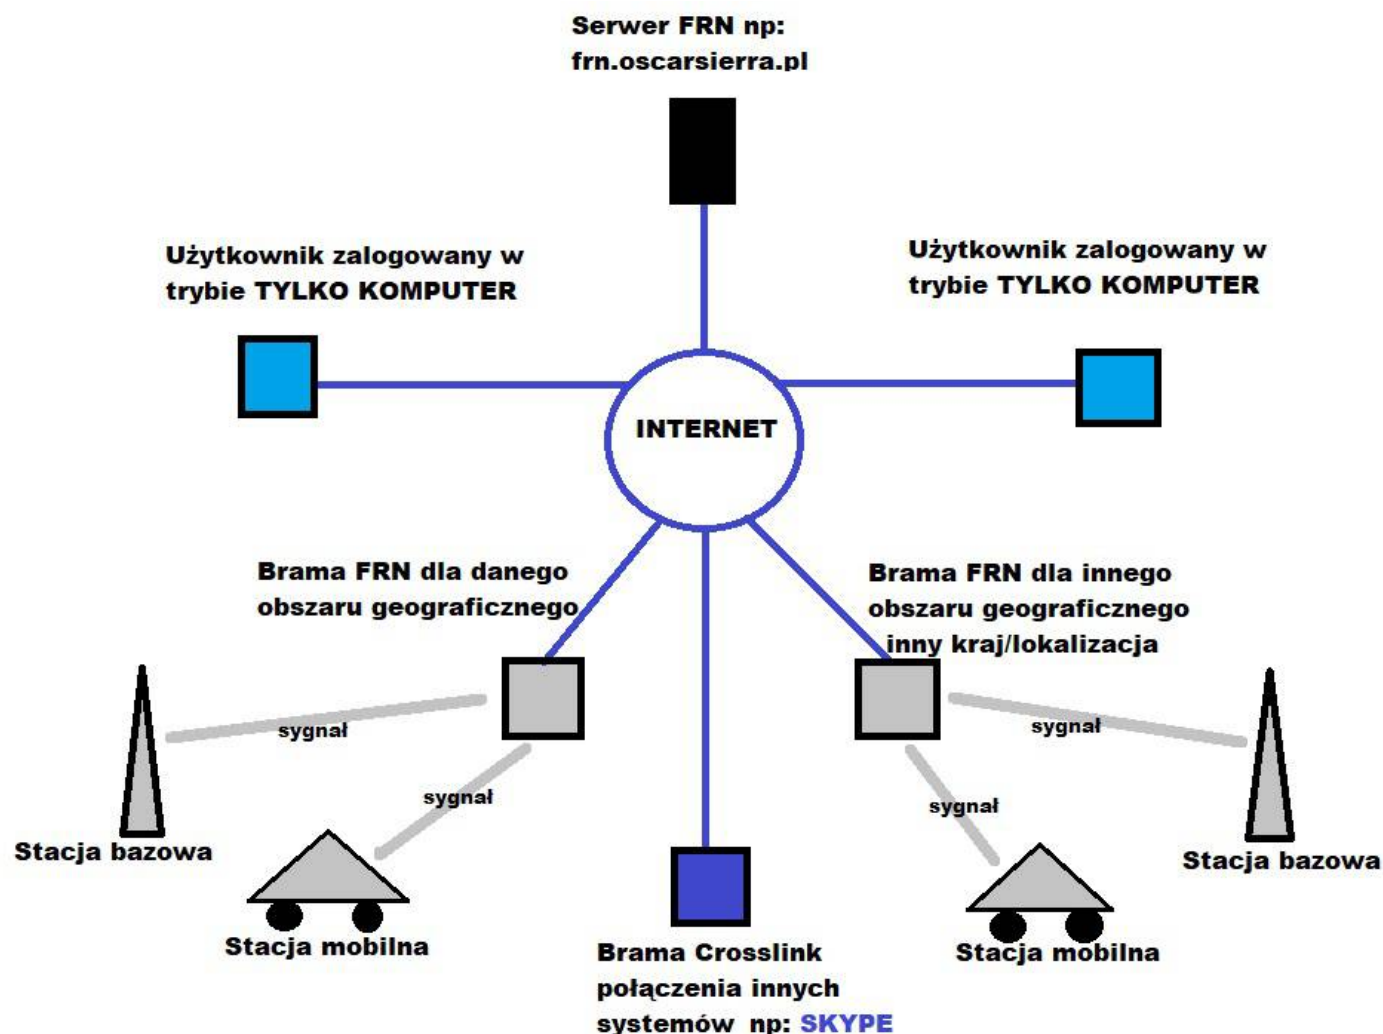 Serwer FRN np:
frn.oscarsierra.pl
Użytkownik zalogowany w
trybie TYLKO KOMPUTER
Użytkownik zalogowany w
trybie TYLKO KOMPUTER
INTERNET
Brama FRN dla danego
obszaru geograficznego
Brama FRN dla innego
obszaru geograficznego
inny kraj/lokalizacja
sygnał
sygnał
sygnał
sygnał
Stacja bazowa
Stacja mobilna
Stacja bazowa
Stacja mobilna
Brama Crosslink
połączenia innych
systemów np: SKYPE